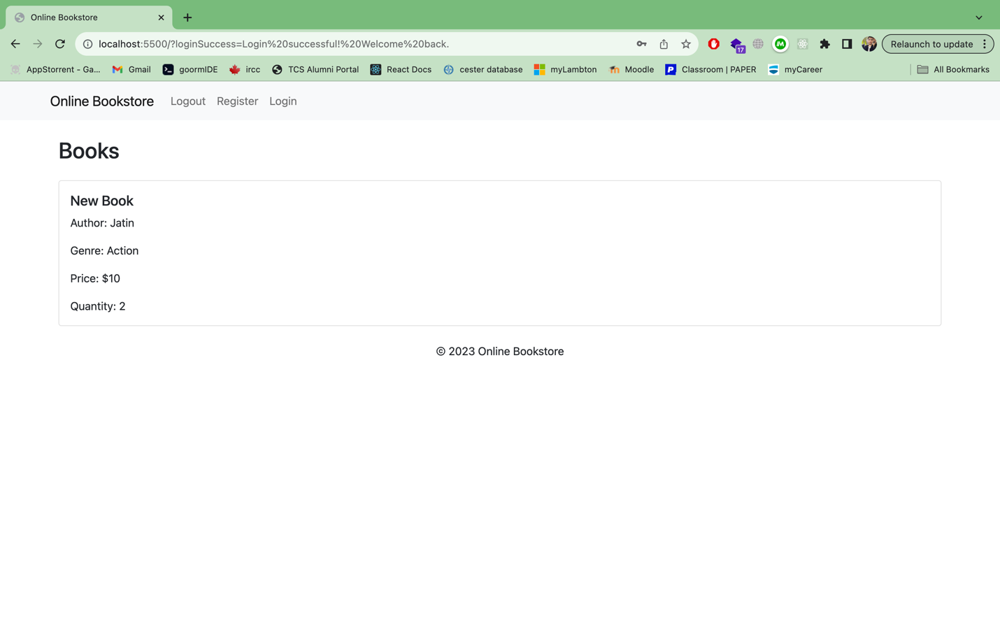 Online Bookstore
localhost:5500/?loginSuccess=Login%20successful!%20Welcome%20back.
17
Relaunch to update
AppStorrent - Ga...
Gmail
goormIDE
ircc
TCS Alumni Portal
React Docs
cester database
myLambton
Moodle
P
Classroom | PAPER
myCareer
All Bookmarks
Online Bookstore
Logout
Register
Login
Books
New Book
Author: Jatin
Genre: Action
Price: $10
Quantity: 2
© 2023 Online Bookstore